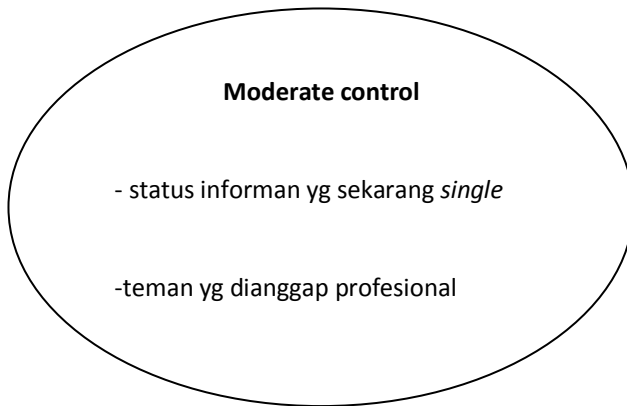 Moderate control
- status informan yg sekarang single
-teman yg dianggap profesional